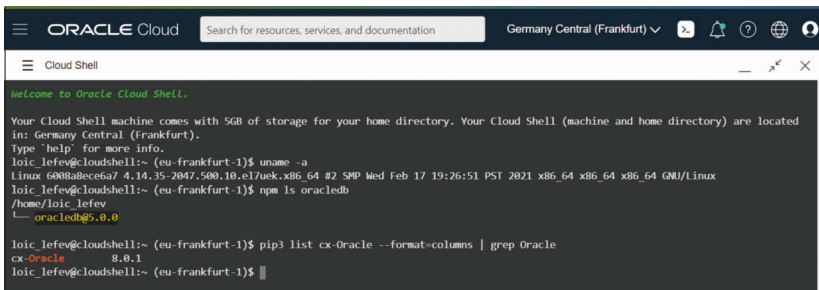 ORACLE Cloud
Search for resources, services, and documentation
Germany Central (Frankfurt)
Cloud Shell
Welcome to Oracle Cloud Shell.
Your Cloud Shell machine comes with 5GB of storage for your home directory. Your Cloud Shell (machine and home directory) are located
in: Germany Central (Frankfurt).
Type `help` for more info.
loic_lefev@cloudshell:~ (eu-frankfurt-1)$ uname -a
Linux 6008a8ece6a7 4.14.35-2047.500.10.el7uek.x86_64 #2 SMP Wed Feb 17 19:26:51 PST 2021 x86_64 x86_64 x86_64 GNU/Linux
loic_lefev@cloudshell:~ (eu-frankfurt-1)$ npm ls oracledb
/home/loic_lefev
└── oracledb@5.0.0
loic_lefev@cloudshell:~ (eu-frankfurt-1)$ pip3 list cx-Oracle --format=columns | grep Oracle
cx-Oracle 8.0.1
loic_lefev@cloudshell:~ (eu-frankfurt-1)$